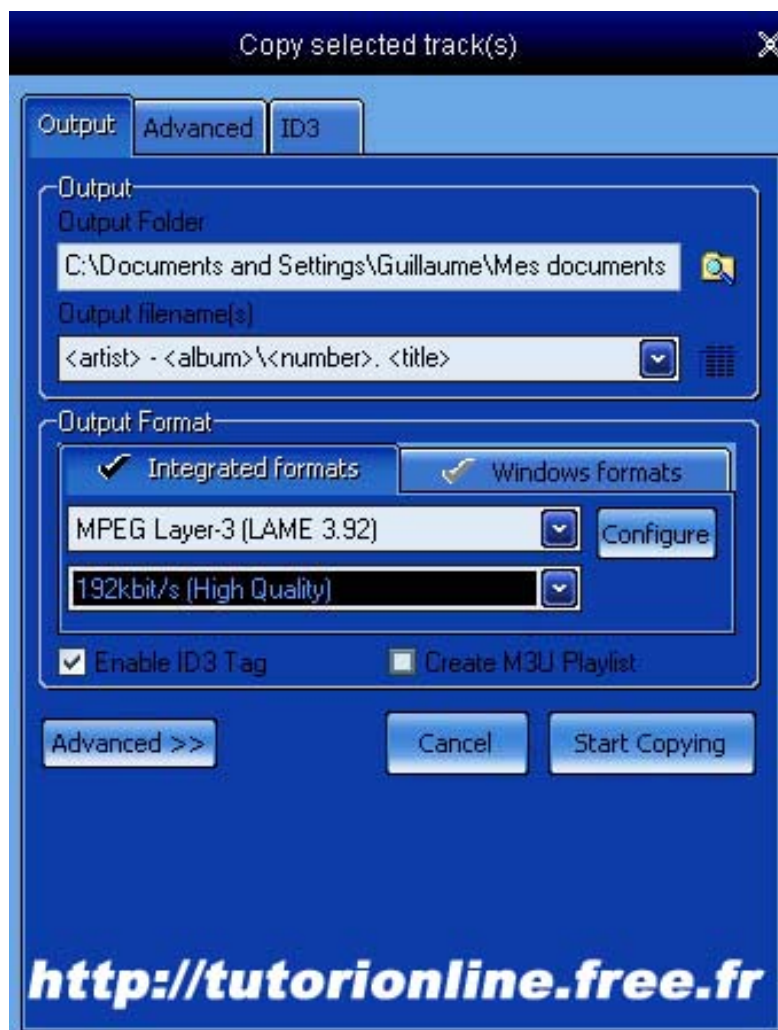 Copy selected track(s)
Output Advanced ID3
Output
Output Folder
C:\Documents and Settings\Guillaume\Mes documents
Output filename(s)
<artist> - <album>\<number>. <title>
Output Format
Integrated formats Windows formats
MPEG Layer-3 (LAME 3.92) Configure
192kbit/s (High Quality)
Enable ID3 Tag Create M3U Playlist
Advanced >> Cancel Start Copying
http://tutorionline.free.fr